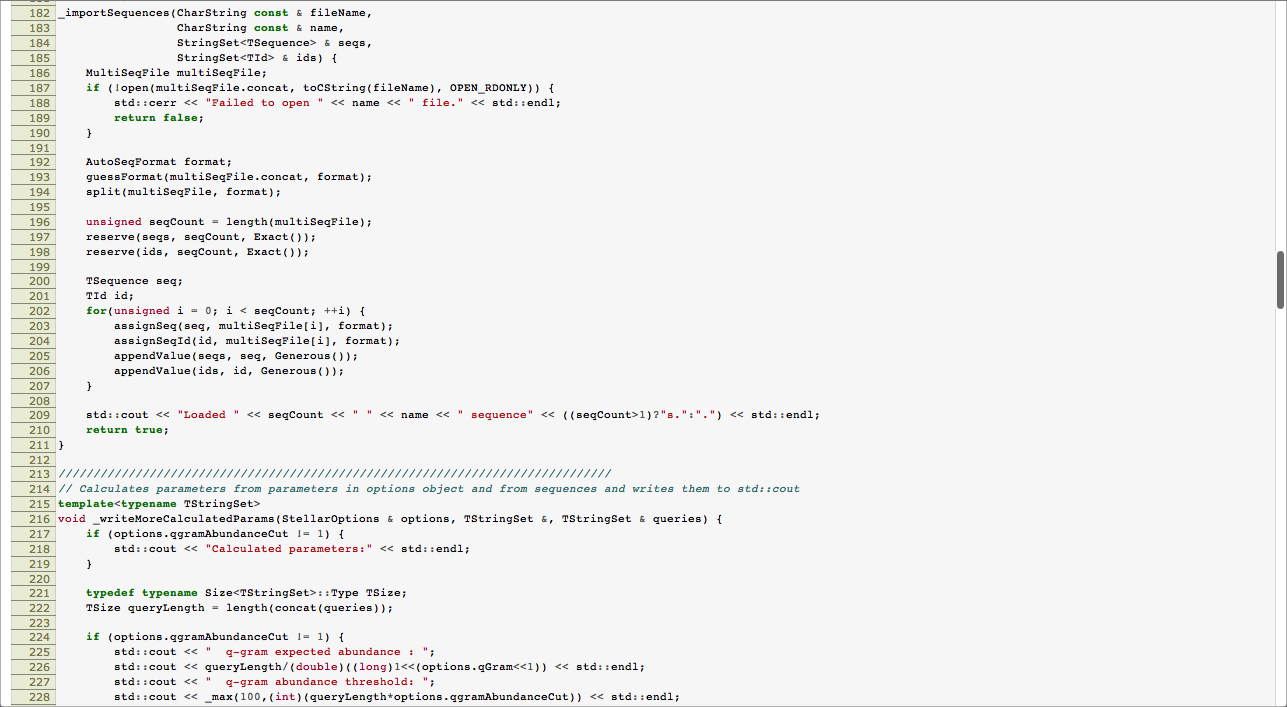 182 _importSequences(CharString const & fileName,
183                  CharString const & name,
184                  StringSet<TSequence> & seqs,
185                  StringSet<TId> & ids) {
186     MultiSeqFile multiSeqFile;
187     if (!open(multiSeqFile.concat, toCString(fileName), OPEN_RDONLY)) {
188         std::cerr << "Failed to open " << name << " file." << std::endl;
189         return false;
190     }
191
192     AutoSeqFormat format;
193     guessFormat(multiSeqFile.concat, format);
194     split(multiSeqFile, format);
195
196     unsigned seqCount = length(multiSeqFile);
197     reserve(seqs, seqCount, Exact());
198     reserve(ids, seqCount, Exact());
199
200     TSequence seq;
201     TId id;
202     for(unsigned i = 0; i < seqCount; ++i) {
203         assignSeq(seq, multiSeqFile[i], format);
204         assignSeqId(id, multiSeqFile[i], format);
205         appendValue(seqs, seq, Generous());
206         appendValue(ids, id, Generous());
207     }
208
209     std::cout << "Loaded " << seqCount << " " << name << " sequence" << ((seqCount>1)?"s.":".") << std::endl;
210     return true;
211 }
212
213 ///////////////////////////////////////////////////////////////////////////////
214 // Calculates parameters from parameters in options object and from sequences and writes them to std::cout
215 template<typename TStringSet>
216 void _writeMoreCalculatedParams(StellarOptions & options, TStringSet &, TStringSet & queries) {
217     if (options.qgramAbundanceCut != 1) {
218         std::cout << "Calculated parameters:" << std::endl;
219     }
220
221     typedef typename Size<TStringSet>::Type TSize;
222     TSize queryLength = length(concat(queries));
223
224     if (options.qgramAbundanceCut != 1) {
225         std::cout << "  q-gram expected abundance : ";
226         std::cout << queryLength/(double)((long)1<<(options.qGram<<1)) << std::endl;
227         std::cout << "  q-gram abundance threshold: ";
228         std::cout << _max(100,(int)(queryLength*options.qgramAbundanceCut)) << std::endl;